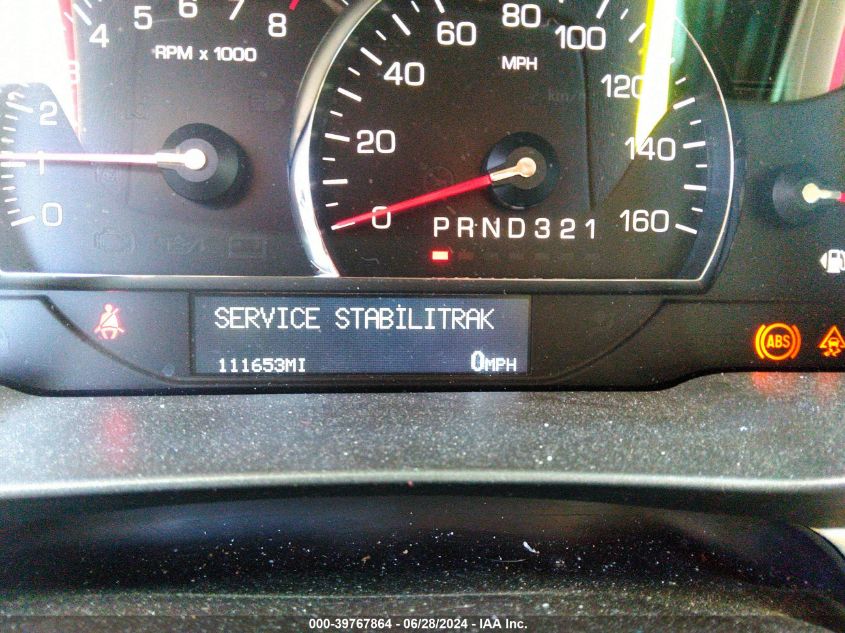 0 1 2 4 5 6 7 8
RPM x 1000
0 20 40 60 80 100 120 140 160
MPH
km/h
PRND321
SERVICE STABİLITRAK
111653MI 0MPH
ABS
000-39767864 / 06/28/2024 - IAA Inc.